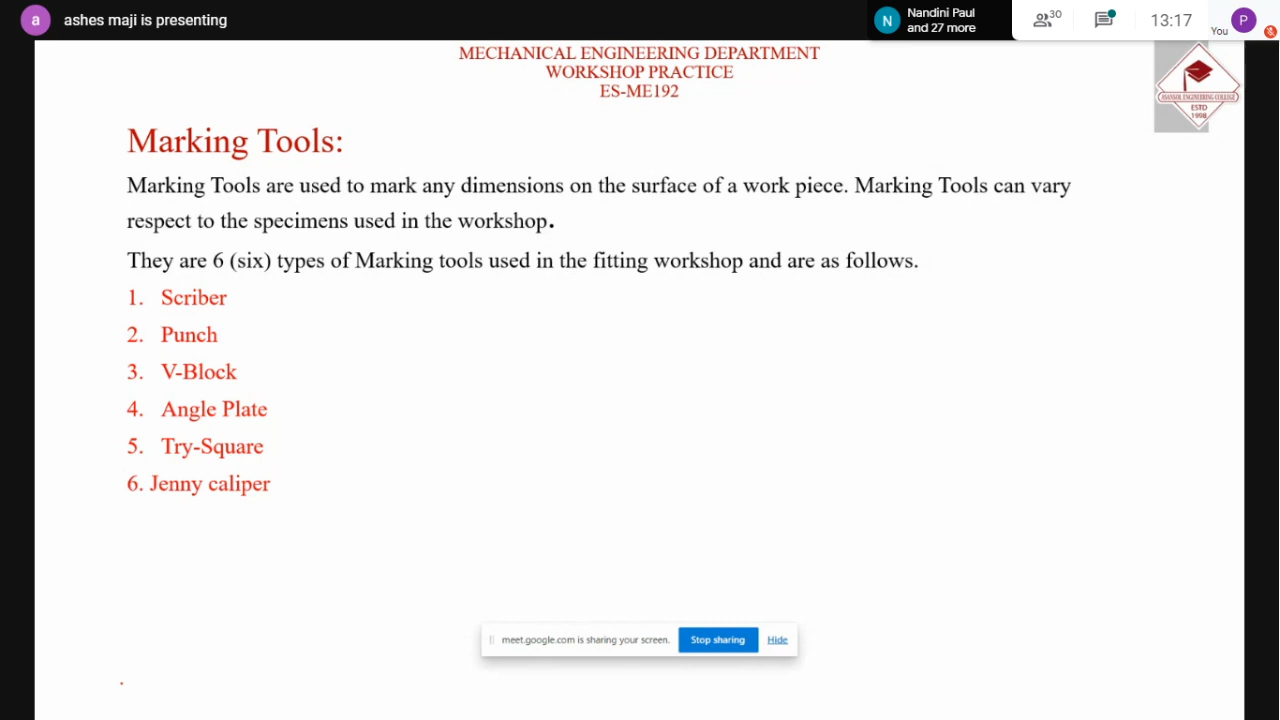 a ashes maji is presenting
N Nandini Paul
and 27 more
30
13:17
You
P
MECHANICAL ENGINEERING DEPARTMENT
WORKSHOP PRACTICE
ES-ME192
ASANSOL ENGINEERING COLLEGE
ESTD
1998
Marking Tools:
Marking Tools are used to mark any dimensions on the surface of a work piece. Marking Tools can vary
respect to the specimens used in the workshop.
They are 6 (six) types of Marking tools used in the fitting workshop and are as follows.
1. Scriber
2. Punch
3. V-Block
4. Angle Plate
5. Try-Square
6. Jenny caliper
meet.google.com is sharing your screen. Stop sharing Hide